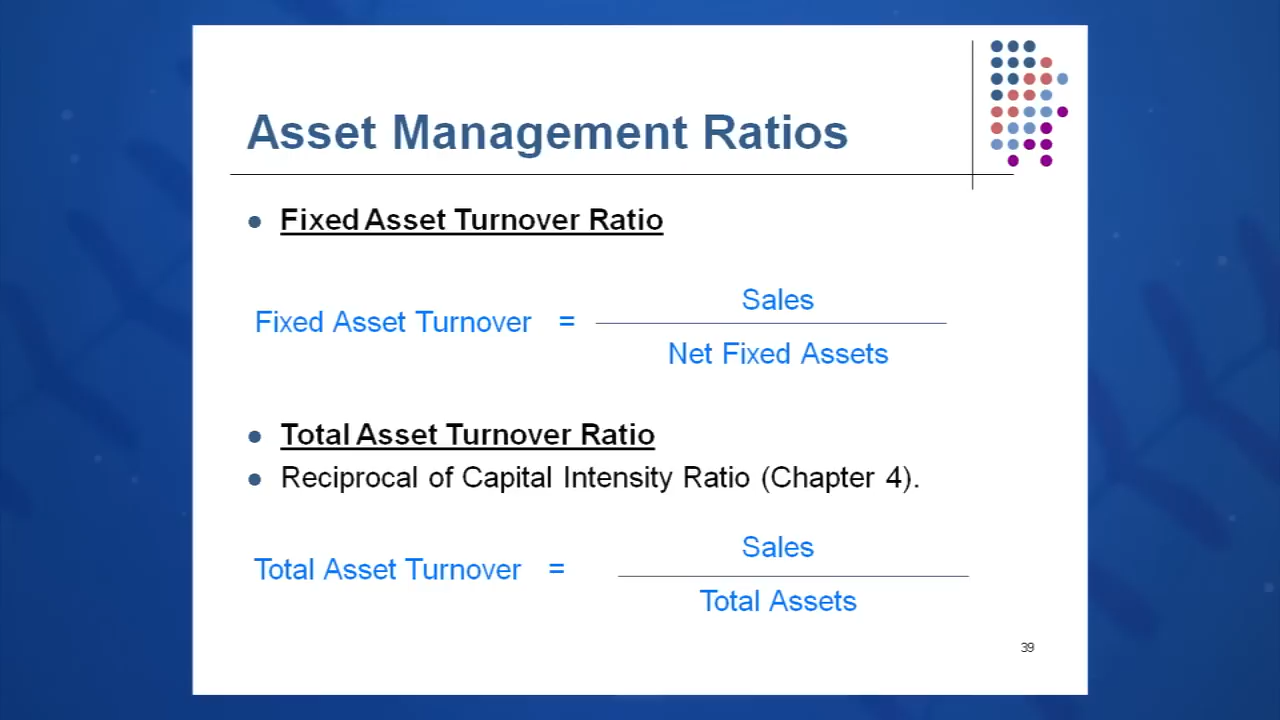 Asset Management Ratios
Fixed Asset Turnover Ratio
Fixed Asset Turnover = Sales
Net Fixed Assets
Total Asset Turnover Ratio
Reciprocal of Capital Intensity Ratio (Chapter 4).
Total Asset Turnover = Sales
Total Assets
39